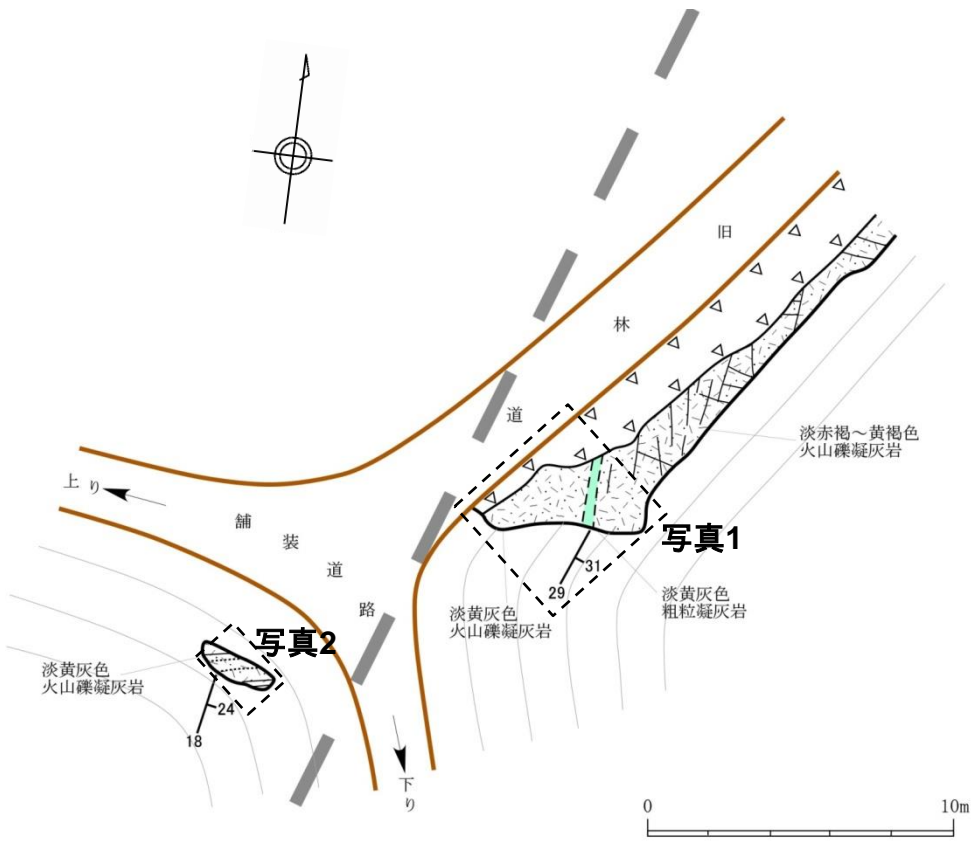 旧
林
道
淡赤褐～黄褐色
火山礫凝灰岩
上り
舗
装
道
路
写真1
31
29
淡黄灰色
粗粒凝灰岩
淡黄灰色
火山礫凝灰岩
写真2
淡黄灰色
火山礫凝灰岩
24
18
下り
0
10m